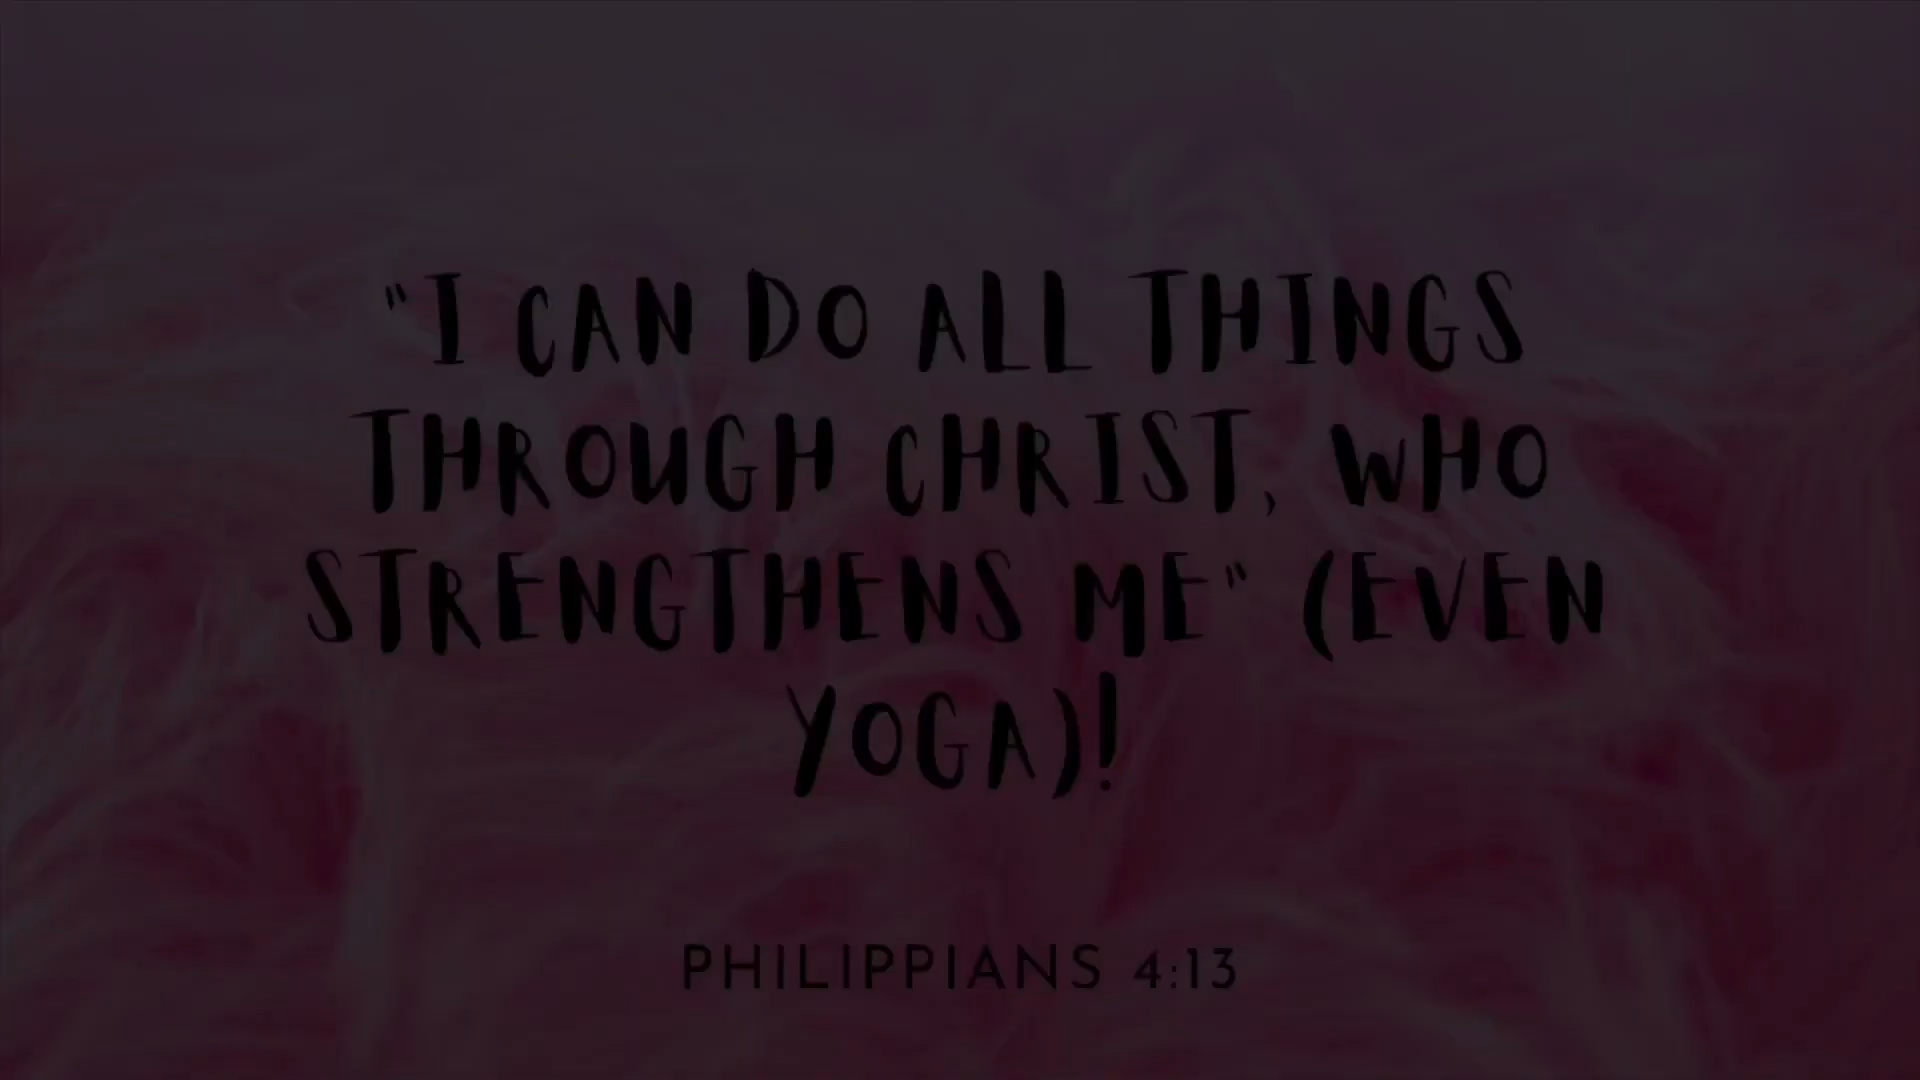 "I CAN DO ALL THINGS
THROUGH CHRIST, WHO
STRENGTHENS ME" (EVEN
YOGA)!
PHILIPPIANS 4:13